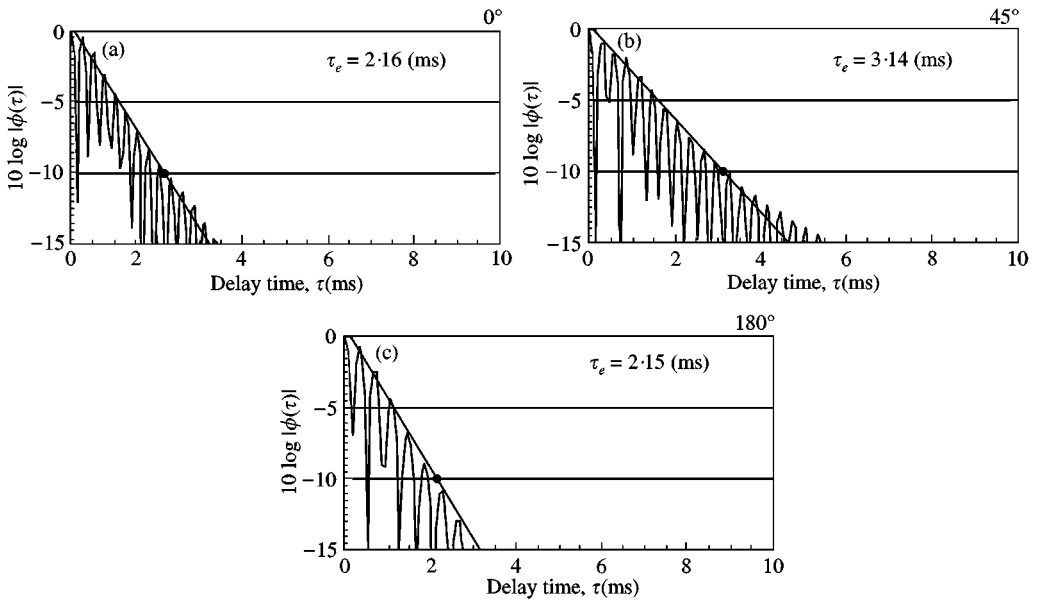 0°
(a)
τe = 2·16 (ms)
10 log |ϕ(τ)|
0
−5
−10
−15
0 2 4 6 8 10
Delay time, τ(ms)
45°
(b)
τe = 3·14 (ms)
10 log |ϕ(τ)|
0
−5
−10
−15
0 2 4 6 8 10
Delay time, τ(ms)
180°
(c)
τe = 2·15 (ms)
10 log |ϕ(τ)|
0
−5
−10
−15
0 2 4 6 8 10
Delay time, τ(ms)